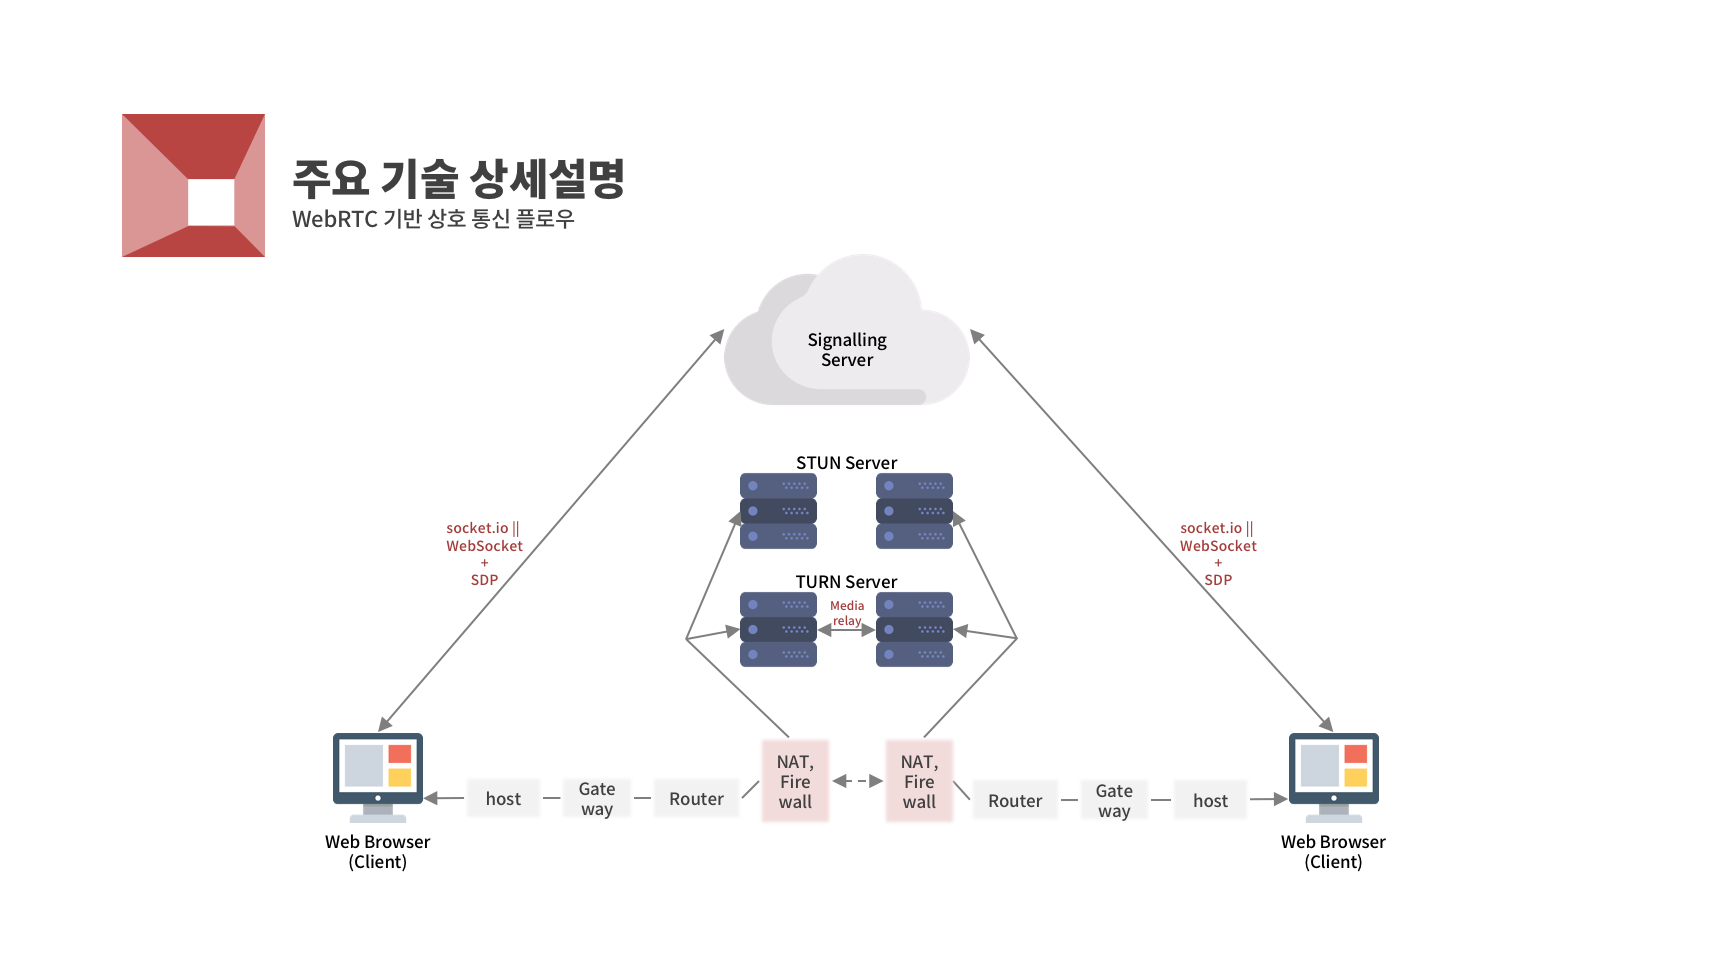 주요 기술 상세설명
WebRTC 기반 상호 통신 플로우
Signalling
Server
STUN Server
socket.io ||
WebSocket
+
SDP
socket.io ||
WebSocket
+
SDP
TURN Server
Media
relay
NAT,
Fire
wall
NAT,
Fire
wall
host
Gate
way
Router
Router
Gate
way
host
Web Browser
(Client)
Web Browser
(Client)